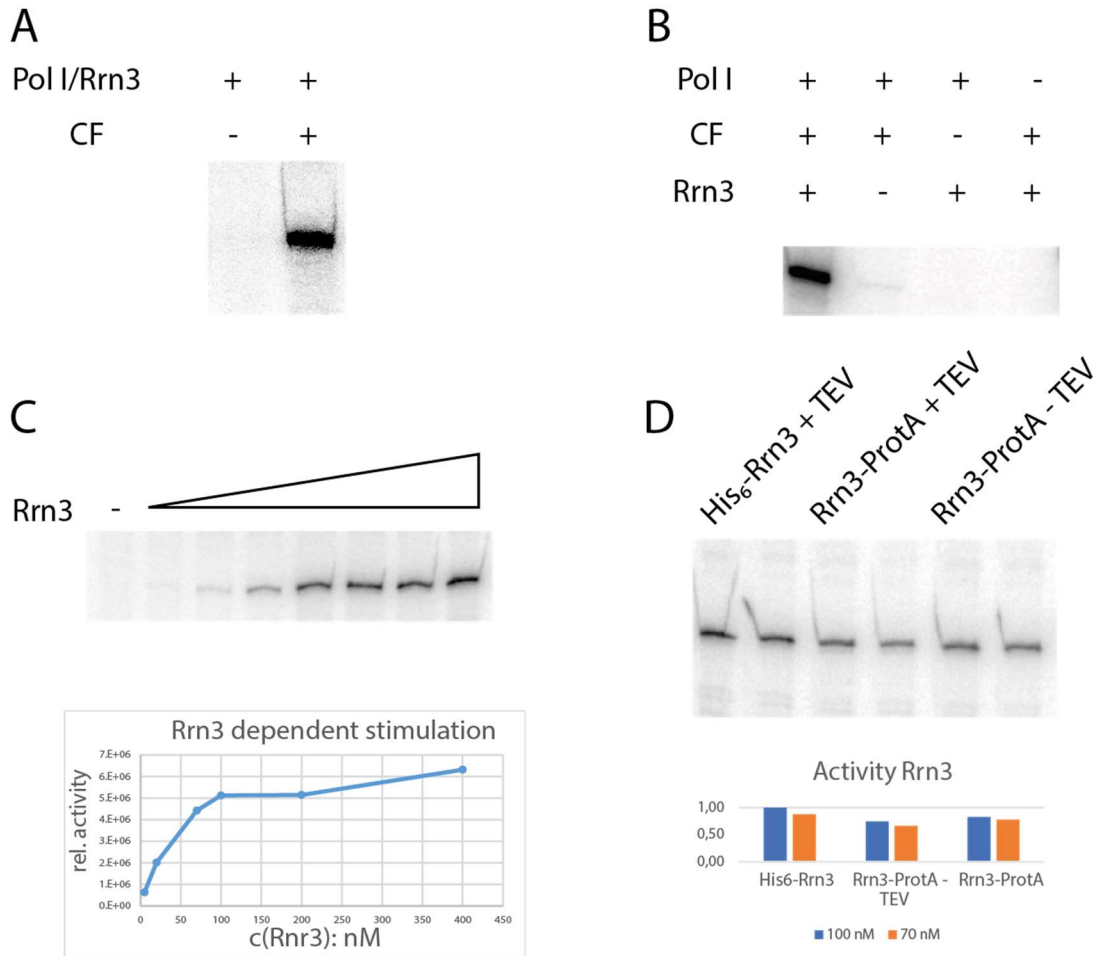 A
Pol I/Rrn3 + +
CF - +
B
Pol I + + + -
CF + + - +
Rrn3 + - + +
C
Rrn3 -
Rrn3 dependent stimulation
rel. activity
7.E+06
6.E+06
5.E+06
4.E+06
3.E+06
2.E+06
1.E+06
0.E+00
0 50 100 150 200 250 300 350 400 450
c(Rnr3): nM
D
His6-Rrn3 + TEV
Rrn3-ProtA + TEV
Rrn3-ProtA - TEV
Activity Rrn3
1,00
0,50
0,00
His6-Rrn3 Rrn3-ProtA - Rrn3-ProtA
TEV
100 nM 70 nM